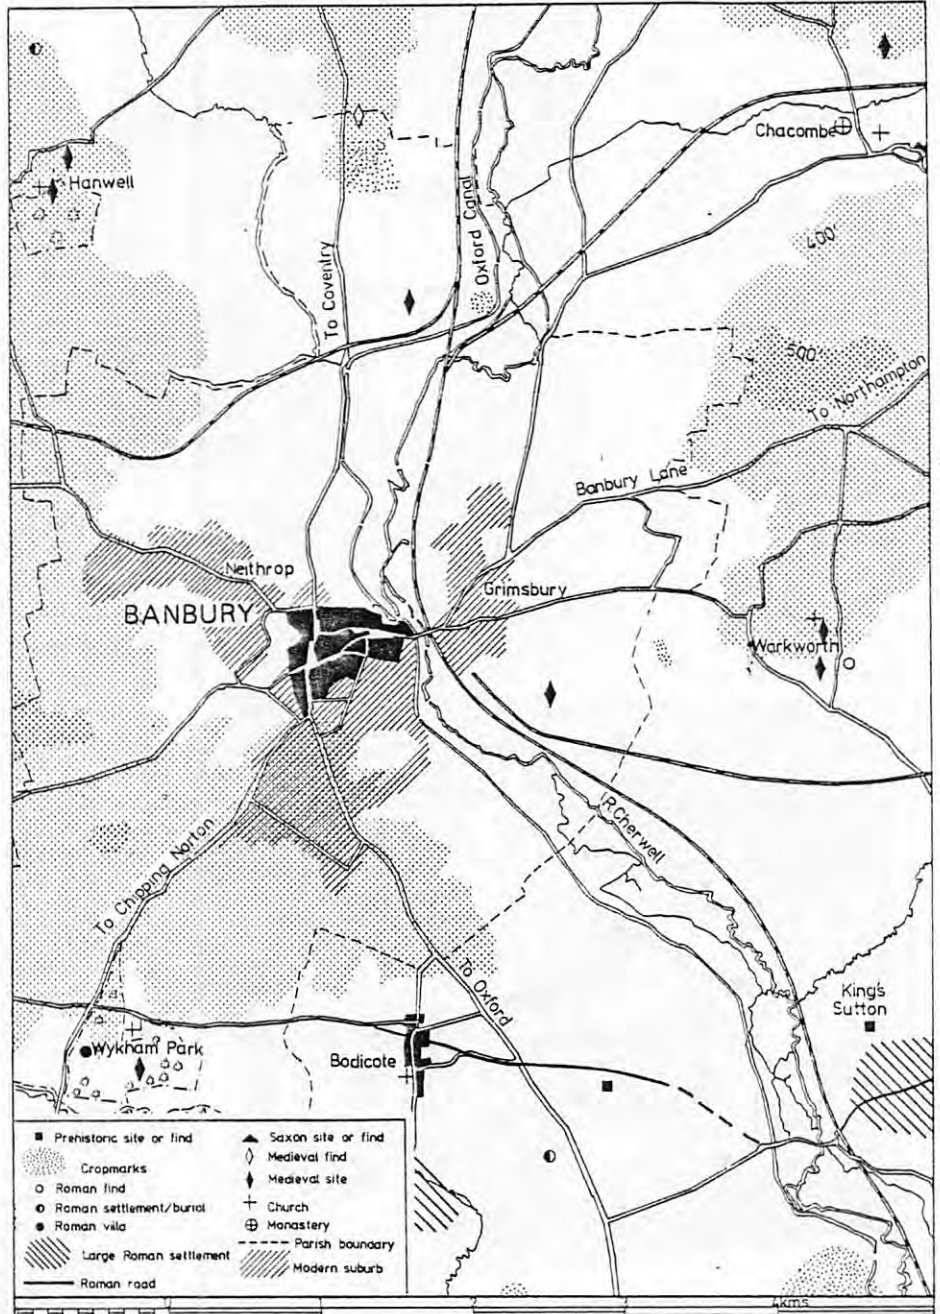 Chacombe
Hanwell
400'
To Coventry
Oxford Canal
500'
To Northampton
Banbury Lane
Neithrop
Grimsbury
BANBURY
Warkworth
R. Cherwell
To Chipping Norton
To Oxford
King's
Sutton
Wykham Park
Bodicote
Prehistoric site or find
Cropmarks
Roman find
Roman settlement/burial
Roman villa
Large Roman settlement
Roman road
Saxon site or find
Medieval find
Medieval site
Church
Monastery
Parish boundary
Modern suburb
1
2
4kms